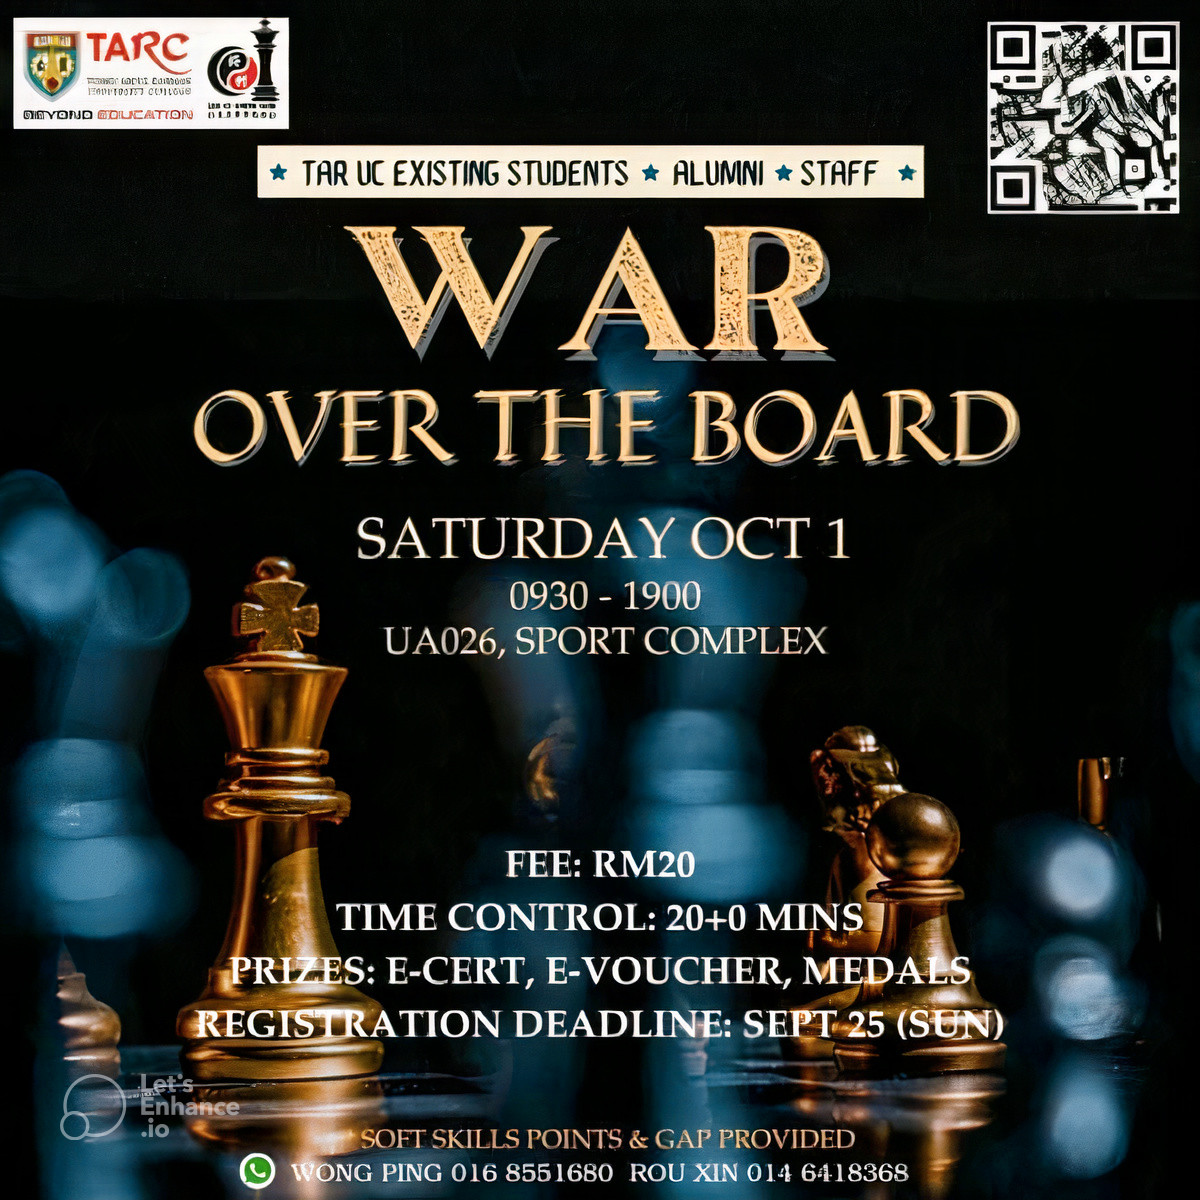 TARC
BEYOND EDUCATION
★ TAR UC EXISTING STUDENTS ★ ALUMNI ★ STAFF ★
WAR
OVER THE BOARD
SATURDAY OCT 1
0930 - 1900
UA026, SPORT COMPLEX
FEE: RM20
TIME CONTROL: 20+0 MINS
PRIZES: E-CERT, E-VOUCHER, MEDALS
REGISTRATION DEADLINE: SEPT 25 (SUN)
Let's
Enhance
.io
SOFT SKILLS POINTS & GAP PROVIDED
WONG PING 016 8551680 ROU XIN 014 6418368